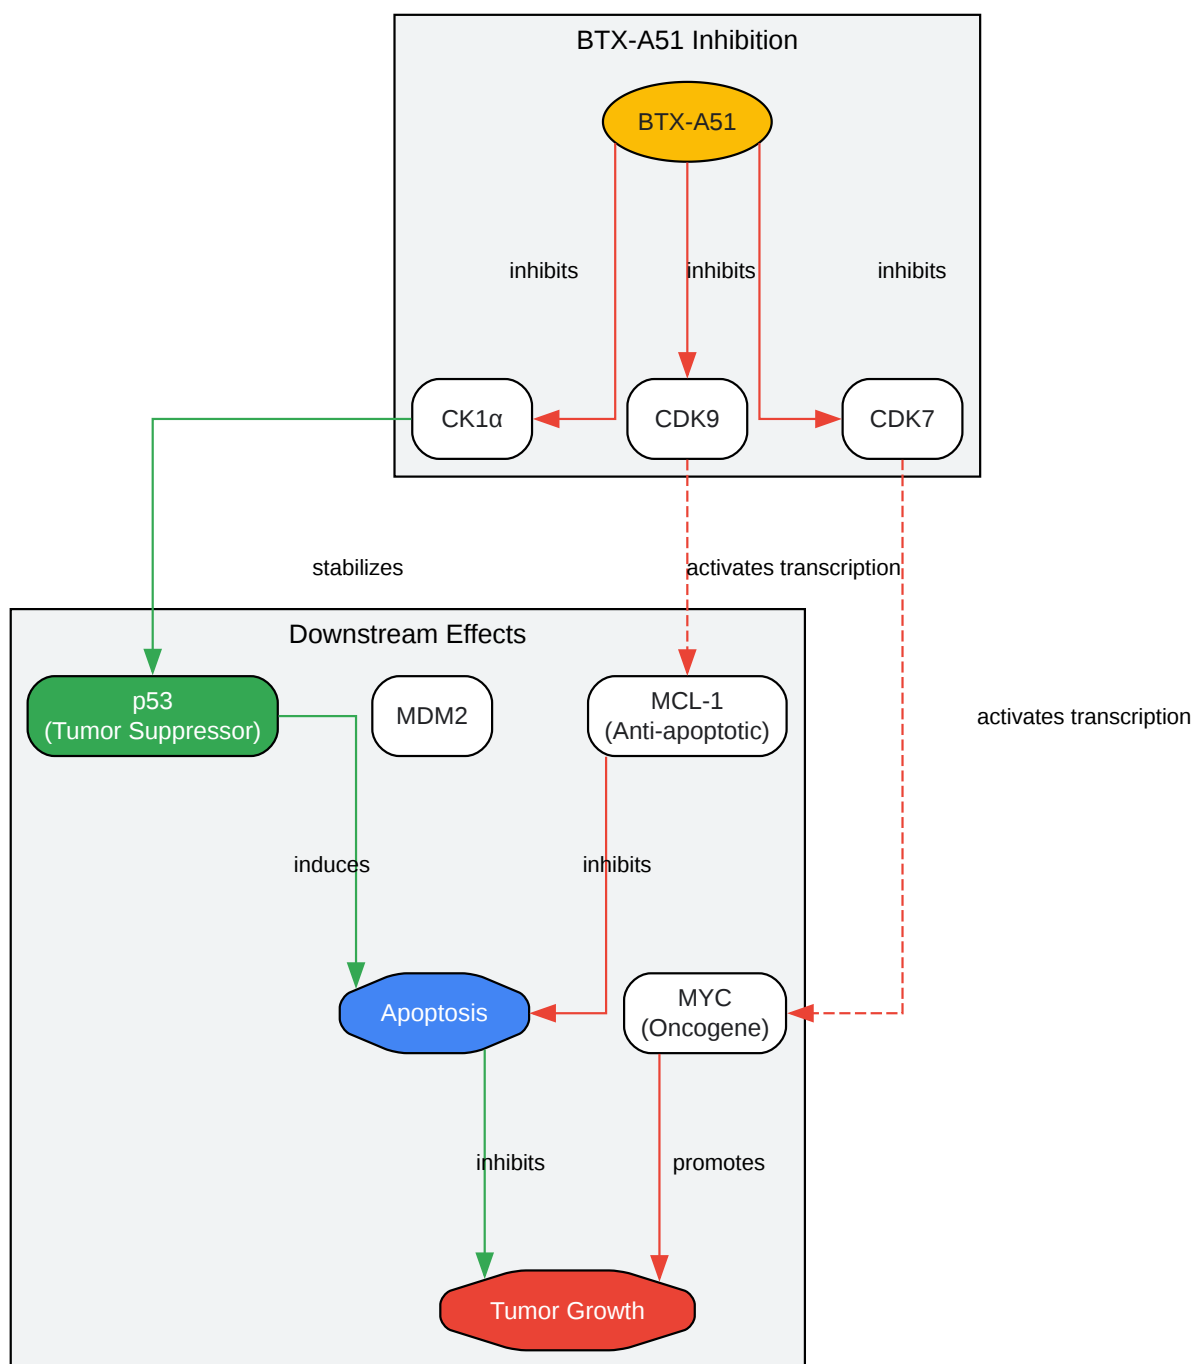 BTX-A51 Inhibition
BTX-A51
inhibits
inhibits
inhibits
CK1α
CDK9
CDK7
stabilizes
activates transcription
Downstream Effects
p53
(Tumor Suppressor)
MDM2
MCL-1
(Anti-apoptotic)
activates transcription
induces
inhibits
Apoptosis
MYC
(Oncogene)
inhibits
promotes
Tumor Growth